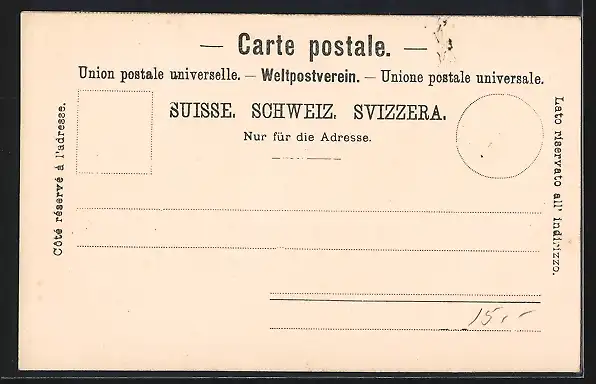 — Carte postale. —
Union postale universelle. — Weltpostverein. — Unione postale universale.
SUISSE. SCHWEIZ. SVIZZERA.
Nur für die Adresse.
Côté réservé à l'adresse.
Lato riservato all' indirizzo.
15.-